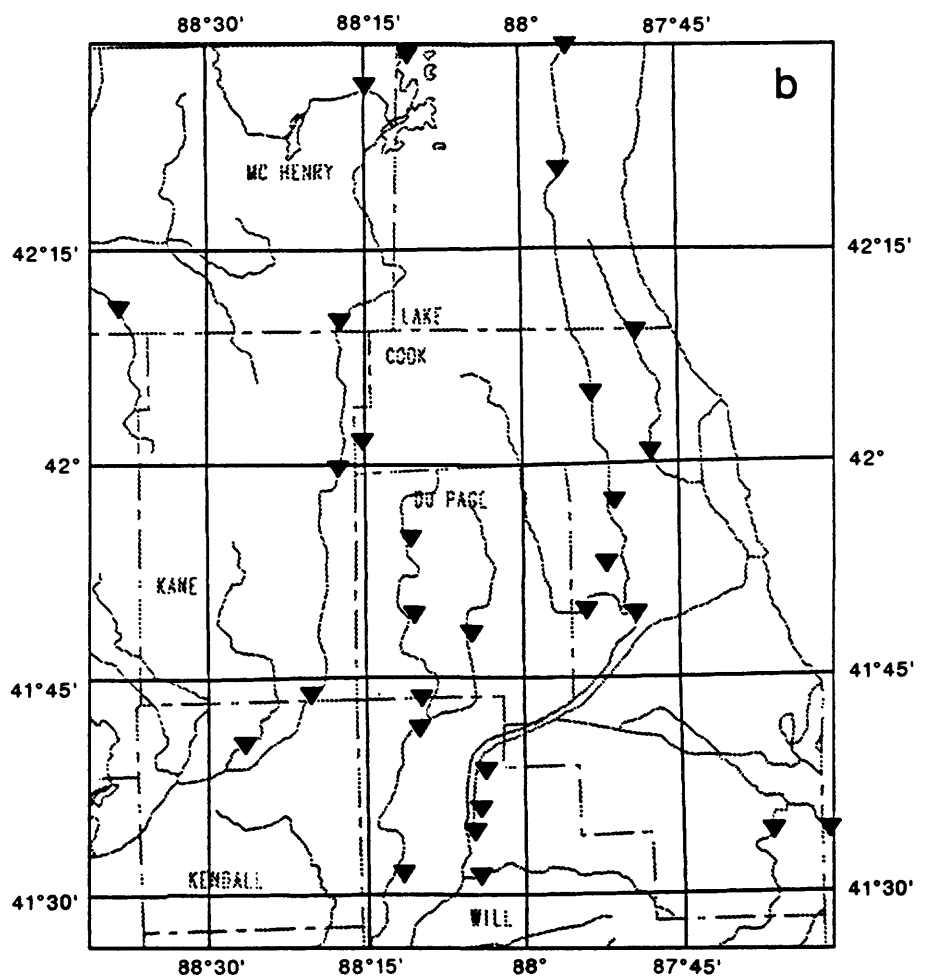 88°30' 88°15' 88° 87°45'
b
MC HENRY
42°15' 42°15'
LAKE
COOK
42° 42°
DU PAGE
KANE
41°45' 41°45'
KENDALL
41°30' 41°30'
WILL
88°30' 88°15' 88° 87°45'